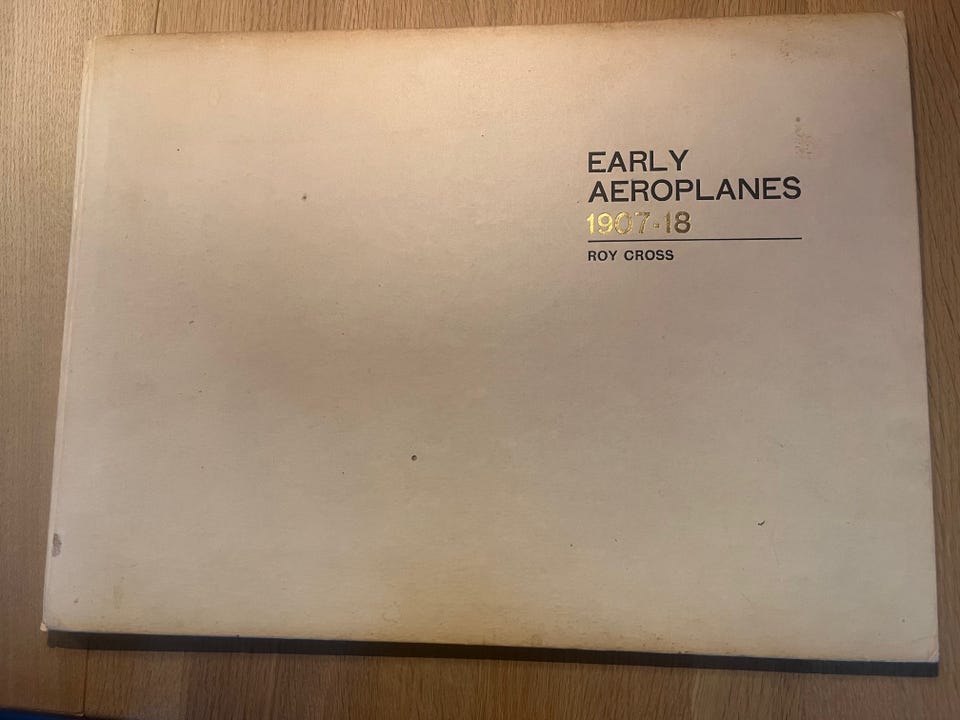 EARLY
AEROPLANES
1907-18
ROY CROSS